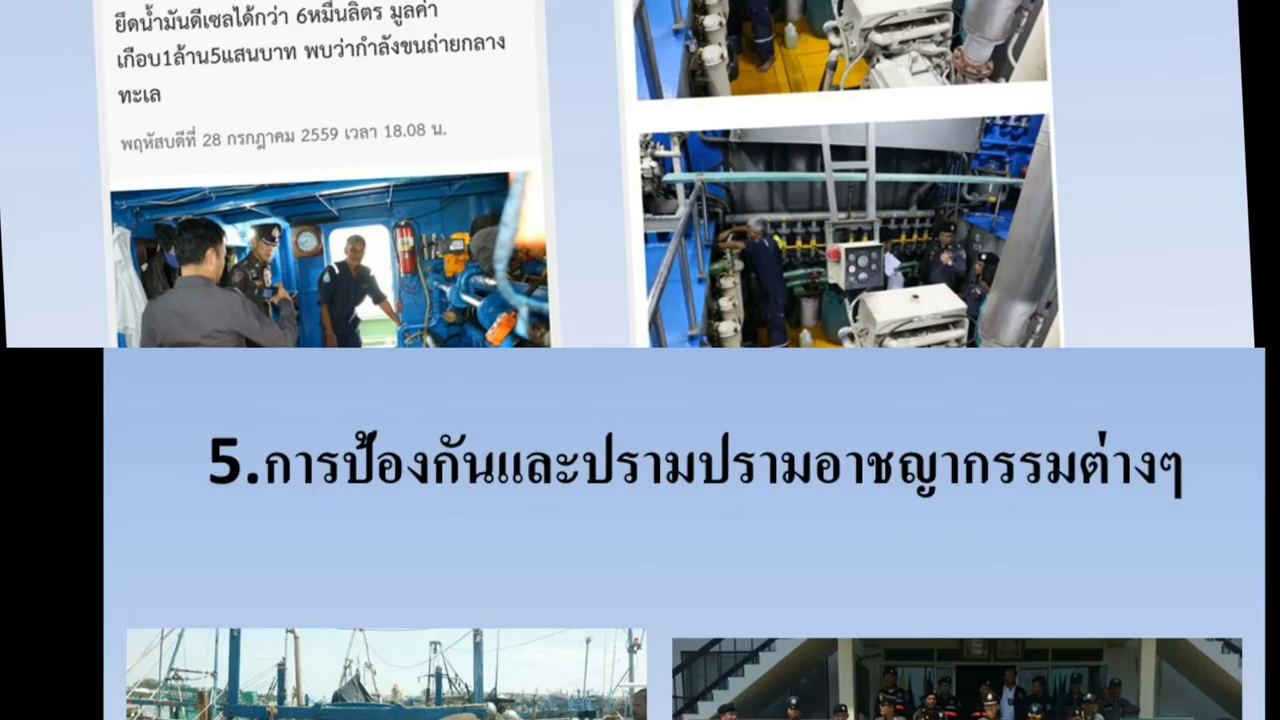 ยึดน้ำมันดีเซลได้กว่า 6หมื่นลิตร มูลค่า
เกือบ1ล้าน5แสนบาท พบว่ากำลังขนถ่ายกลาง
ทะเล
พฤหัสบดีที่ 28 กรกฎาคม 2559 เวลา 18.08 น.
5.การป้องกันและปรามปรามอาชญากรรมต่างๆ